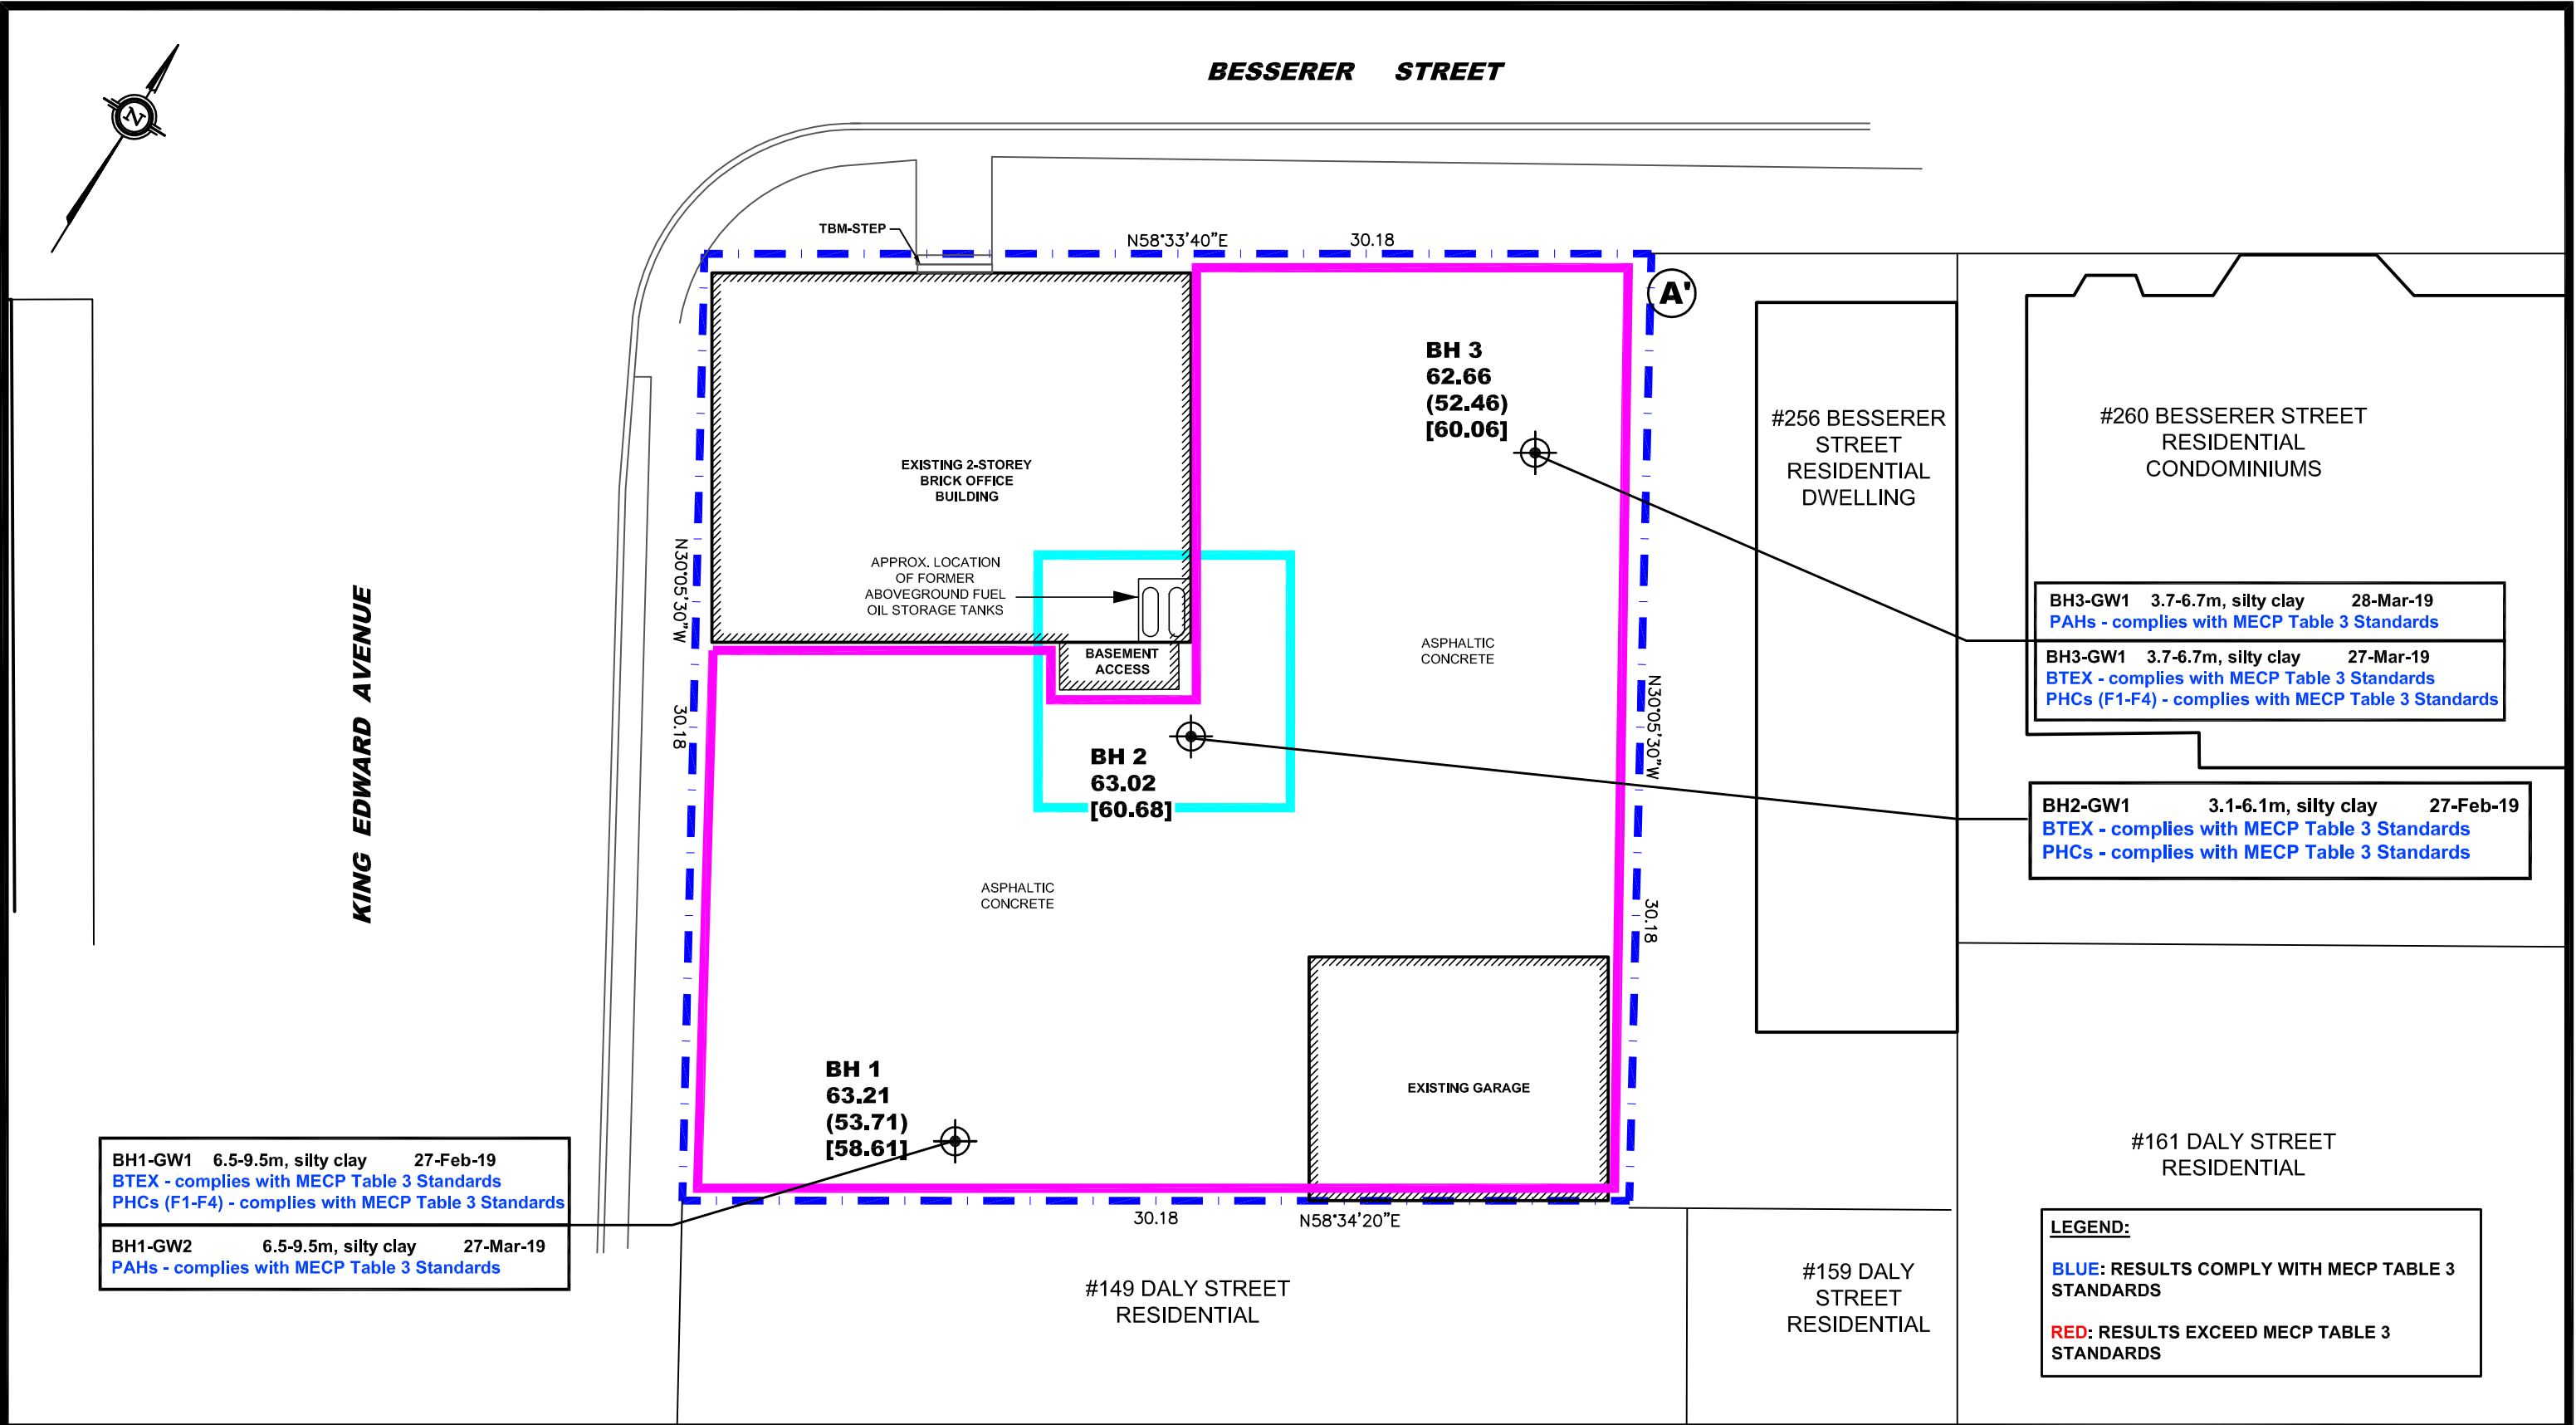 BESSERER STREET
N
TBM-STEP
N58°33'40"E 30.18
A'
BH 3
62.66
(52.46)
[60.06]
#256 BESSERER
STREET
RESIDENTIAL
DWELLING
#260 BESSERER STREET
RESIDENTIAL
CONDOMINIUMS
EXISTING 2-STOREY
BRICK OFFICE
BUILDING
APPROX. LOCATION
OF FORMER
ABOVEGROUND FUEL
OIL STORAGE TANKS
N30°05'30"W
30.18
KING EDWARD AVENUE
BASEMENT
ACCESS
ASPHALTIC
CONCRETE
N30°05'30"W
30.18
BH3-GW1 3.7-6.7m, silty clay 28-Mar-19
PAHs - complies with MECP Table 3 Standards
BH3-GW1 3.7-6.7m, silty clay 27-Mar-19
BTEX - complies with MECP Table 3 Standards
PHCs (F1-F4) - complies with MECP Table 3 Standards
BH 2
63.02
[60.68]
BH2-GW1 3.1-6.1m, silty clay 27-Feb-19
BTEX - complies with MECP Table 3 Standards
PHCs - complies with MECP Table 3 Standards
ASPHALTIC
CONCRETE
BH 1
63.21
(53.71)
[58.61]
EXISTING GARAGE
BH1-GW1 6.5-9.5m, silty clay 27-Feb-19
BTEX - complies with MECP Table 3 Standards
PHCs (F1-F4) - complies with MECP Table 3 Standards
BH1-GW2 6.5-9.5m, silty clay 27-Mar-19
PAHs - complies with MECP Table 3 Standards
30.18 N58°34'20"E
#149 DALY STREET
RESIDENTIAL
#159 DALY
STREET
RESIDENTIAL
#161 DALY STREET
RESIDENTIAL
LEGEND:
BLUE: RESULTS COMPLY WITH MECP TABLE 3
STANDARDS
RED: RESULTS EXCEED MECP TABLE 3
STANDARDS